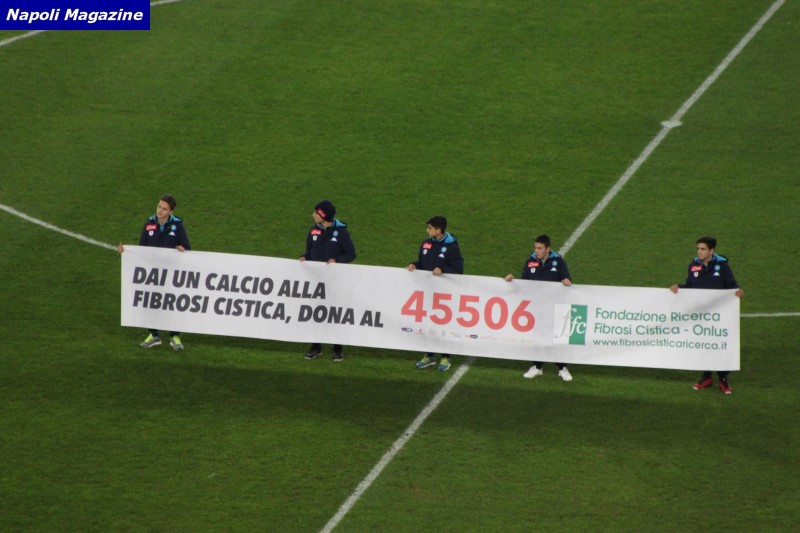 Napoli Magazine
DAI UN CALCIO ALLA
FIBROSI CISTICA, DONA AL
45506
ffc
Fondazione Ricerca
Fibrosi Cistica - Onlus
www.fibrosicisticaricerca.it